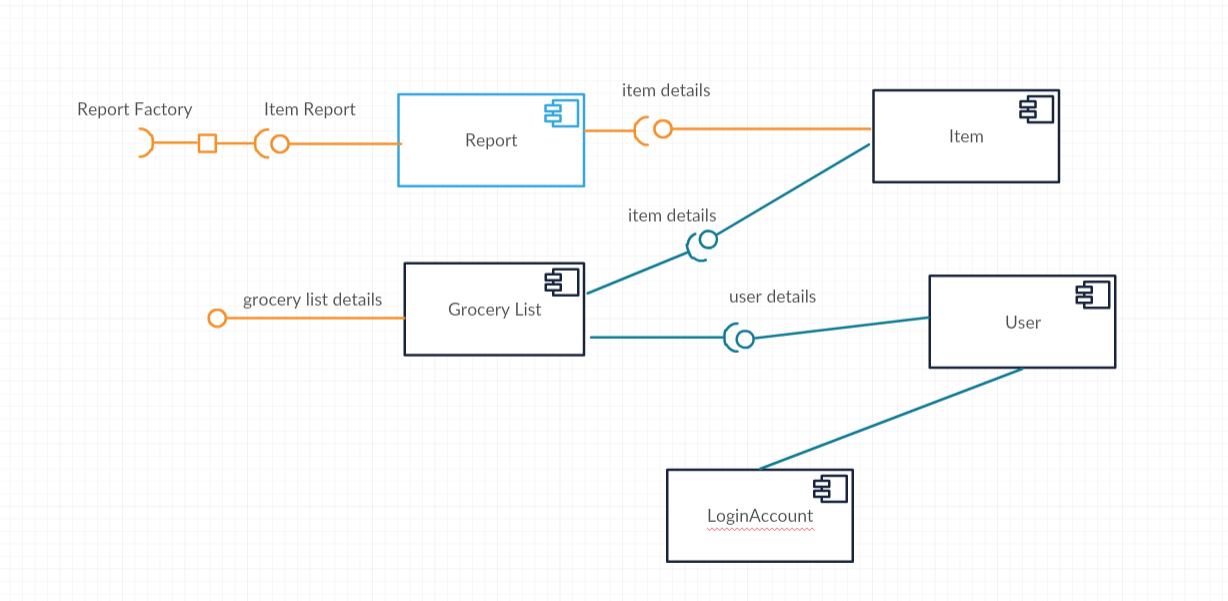 Report Factory
Item Report
Report
item details
Item
item details
grocery list details
Grocery List
user details
User
LoginAccount